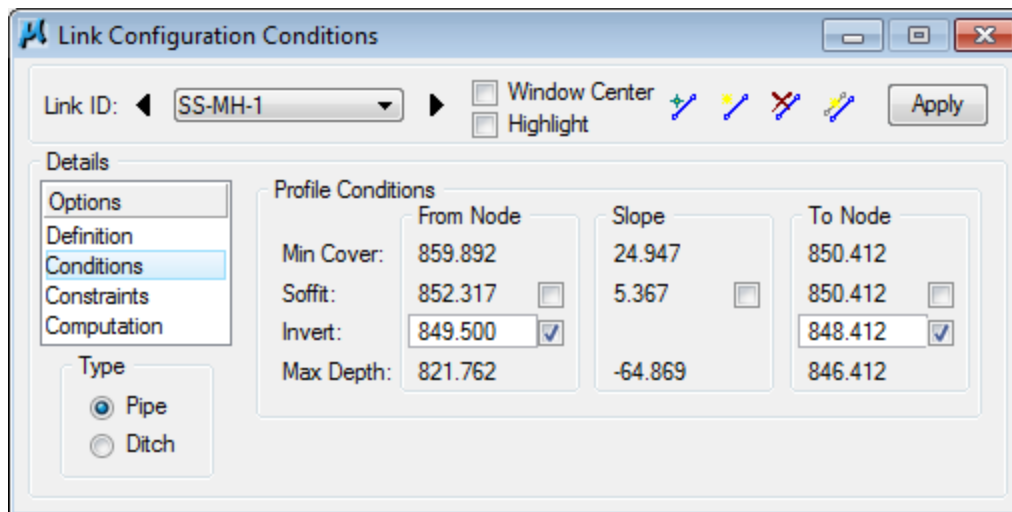 Link Configuration Conditions
Link ID: SS-MH-1 Window Center Apply
Highlight
Details
Options
Definition
Conditions
Constraints
Computation
Type
Pipe
Ditch
Profile Conditions
From Node Slope To Node
Min Cover: 859.892 24.947 850.412
Soffit: 852.317 5.367 850.412
Invert: 849.500 848.412
Max Depth: 821.762 -64.869 846.412